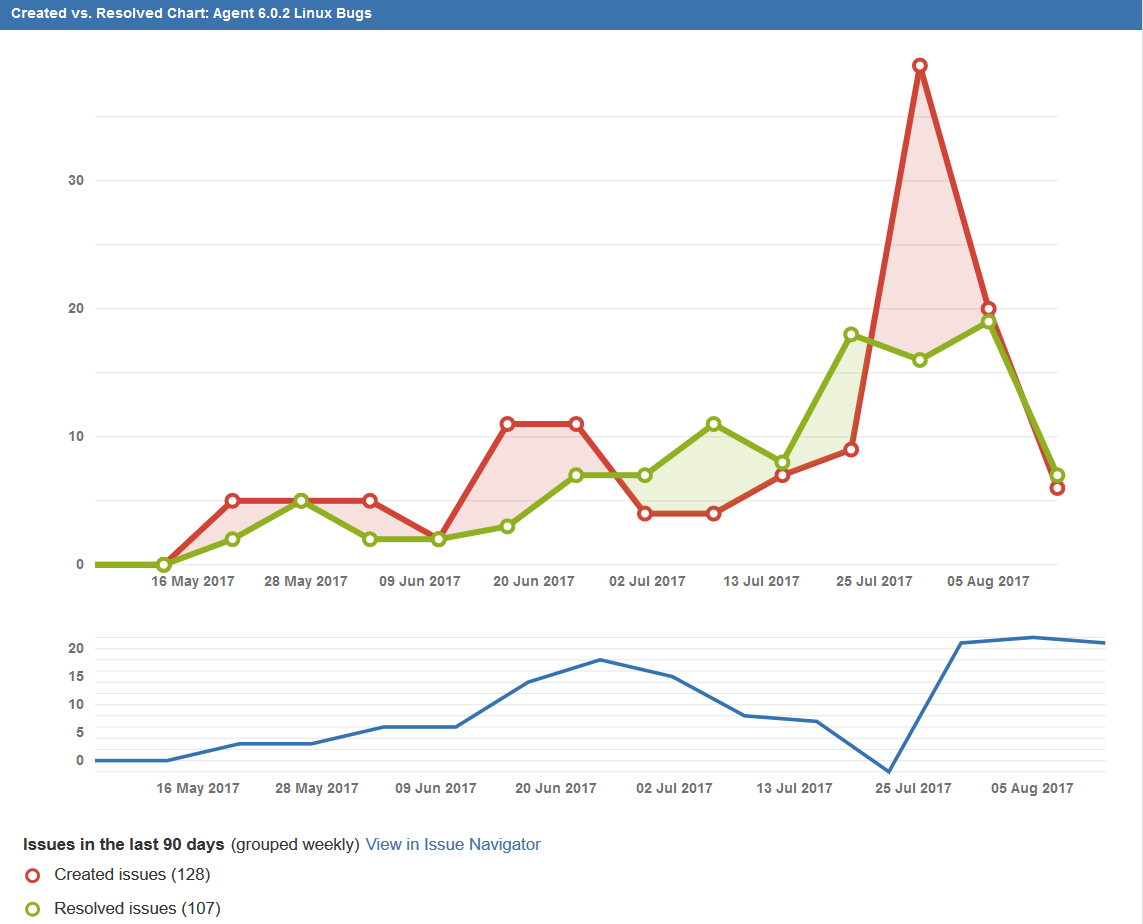 Created vs. Resolved Chart: Agent 6.0.2 Linux Bugs
30
20
10
0
16 May 2017 28 May 2017 09 Jun 2017 20 Jun 2017 02 Jul 2017 13 Jul 2017 25 Jul 2017 05 Aug 2017
20
15
10
5
0
16 May 2017 28 May 2017 09 Jun 2017 20 Jun 2017 02 Jul 2017 13 Jul 2017 25 Jul 2017 05 Aug 2017
Issues in the last 90 days (grouped weekly) View in Issue Navigator
Created issues (128)
Resolved issues (107)